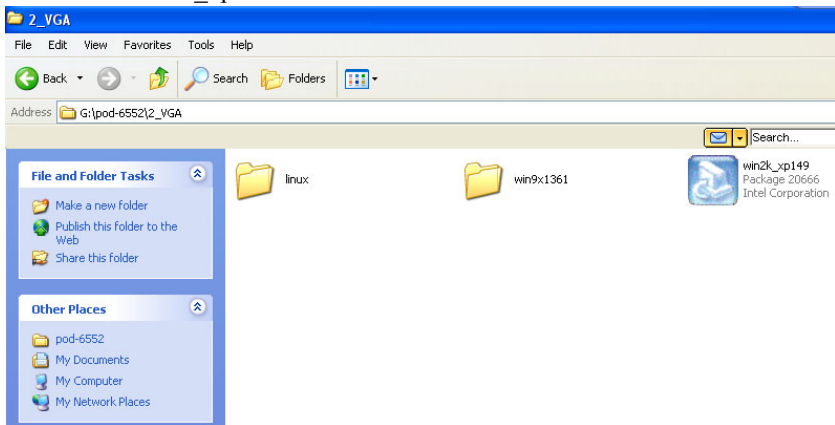 2_VGA
File Edit View Favorites Tools Help
Back Search Folders
Address G:\pod-6552\2_VGA
Search...
File and Folder Tasks
Make a new folder
Publish this folder to the
Web
Share this folder
Other Places
pod-6552
My Documents
My Computer
My Network Places
linux
win9x1361
win2k_xp149
Package 20666
Intel Corporation